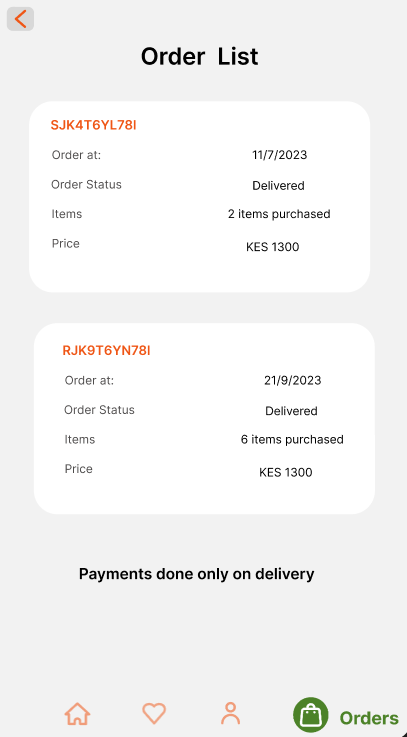 Order List
SJK4T6YL78I
Order at: 11/7/2023
Order Status Delivered
Items 2 items purchased
Price KES 1300
RJK9T6YN78I
Order at: 21/9/2023
Order Status Delivered
Items 6 items purchased
Price KES 1300
Payments done only on delivery
Orders